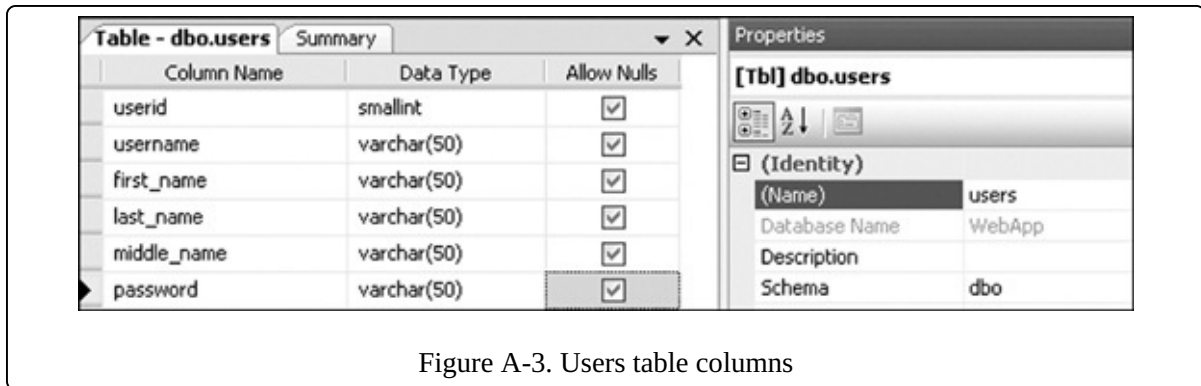 Table - dbo.users Summary
Column Name Data Type Allow Nulls
userid smallint
username varchar(50)
first_name varchar(50)
last_name varchar(50)
middle_name varchar(50)
password varchar(50)
Properties
[Tbl] dbo.users
(Identity)
(Name) users
Database Name WebApp
Description
Schema dbo
Figure A-3. Users table columns